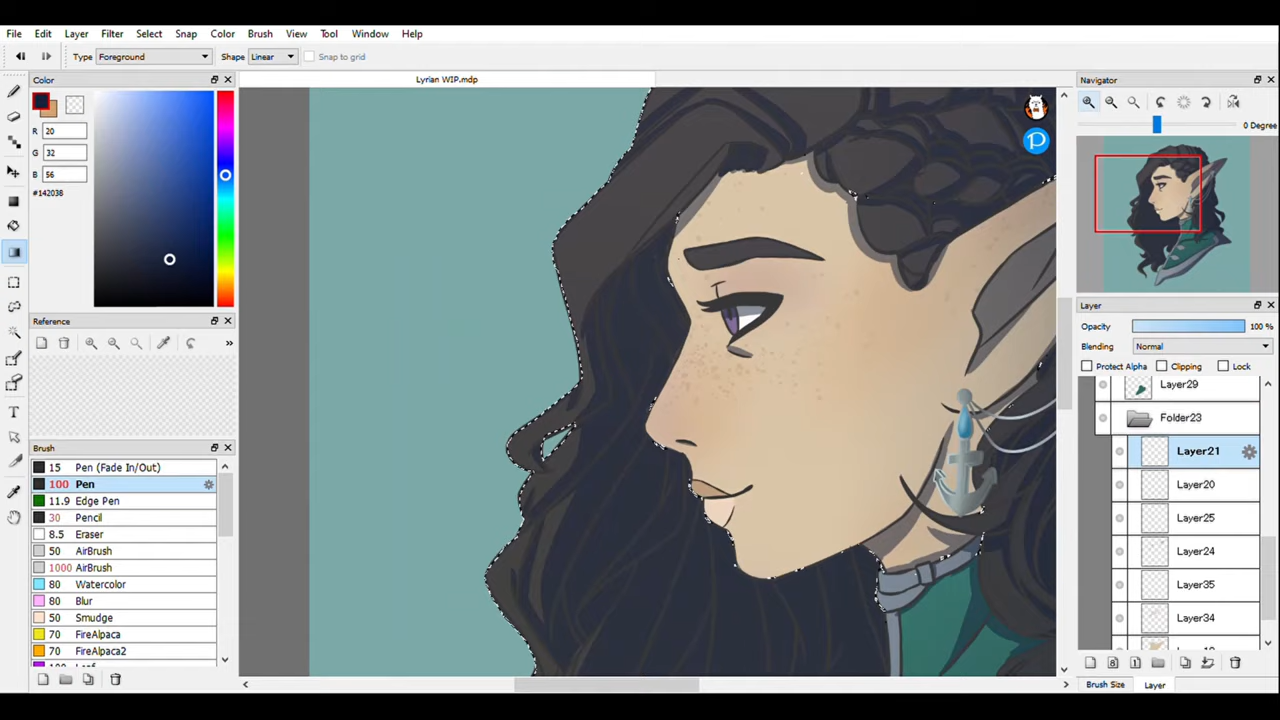 File Edit Layer Filter Select Snap Color Brush View Tool Window Help
Type Foreground Shape Linear Snap to grid
Color
Lyrian WIP.mdp
Navigator
R 20
G 32
B 56
#142038
0 Degree
Reference
Layer
Opacity 100 %
Blending Normal
Protect Alpha Clipping Lock
Layer29
Folder23
Layer21
Layer20
Layer25
Layer24
Layer35
Layer34
Brush
15 Pen (Fade In/Out)
100 Pen
11.9 Edge Pen
30 Pencil
8.5 Eraser
50 AirBrush
1000 AirBrush
80 Watercolor
80 Blur
50 Smudge
70 FireAlpaca
70 FireAlpaca2
Brush Size Layer